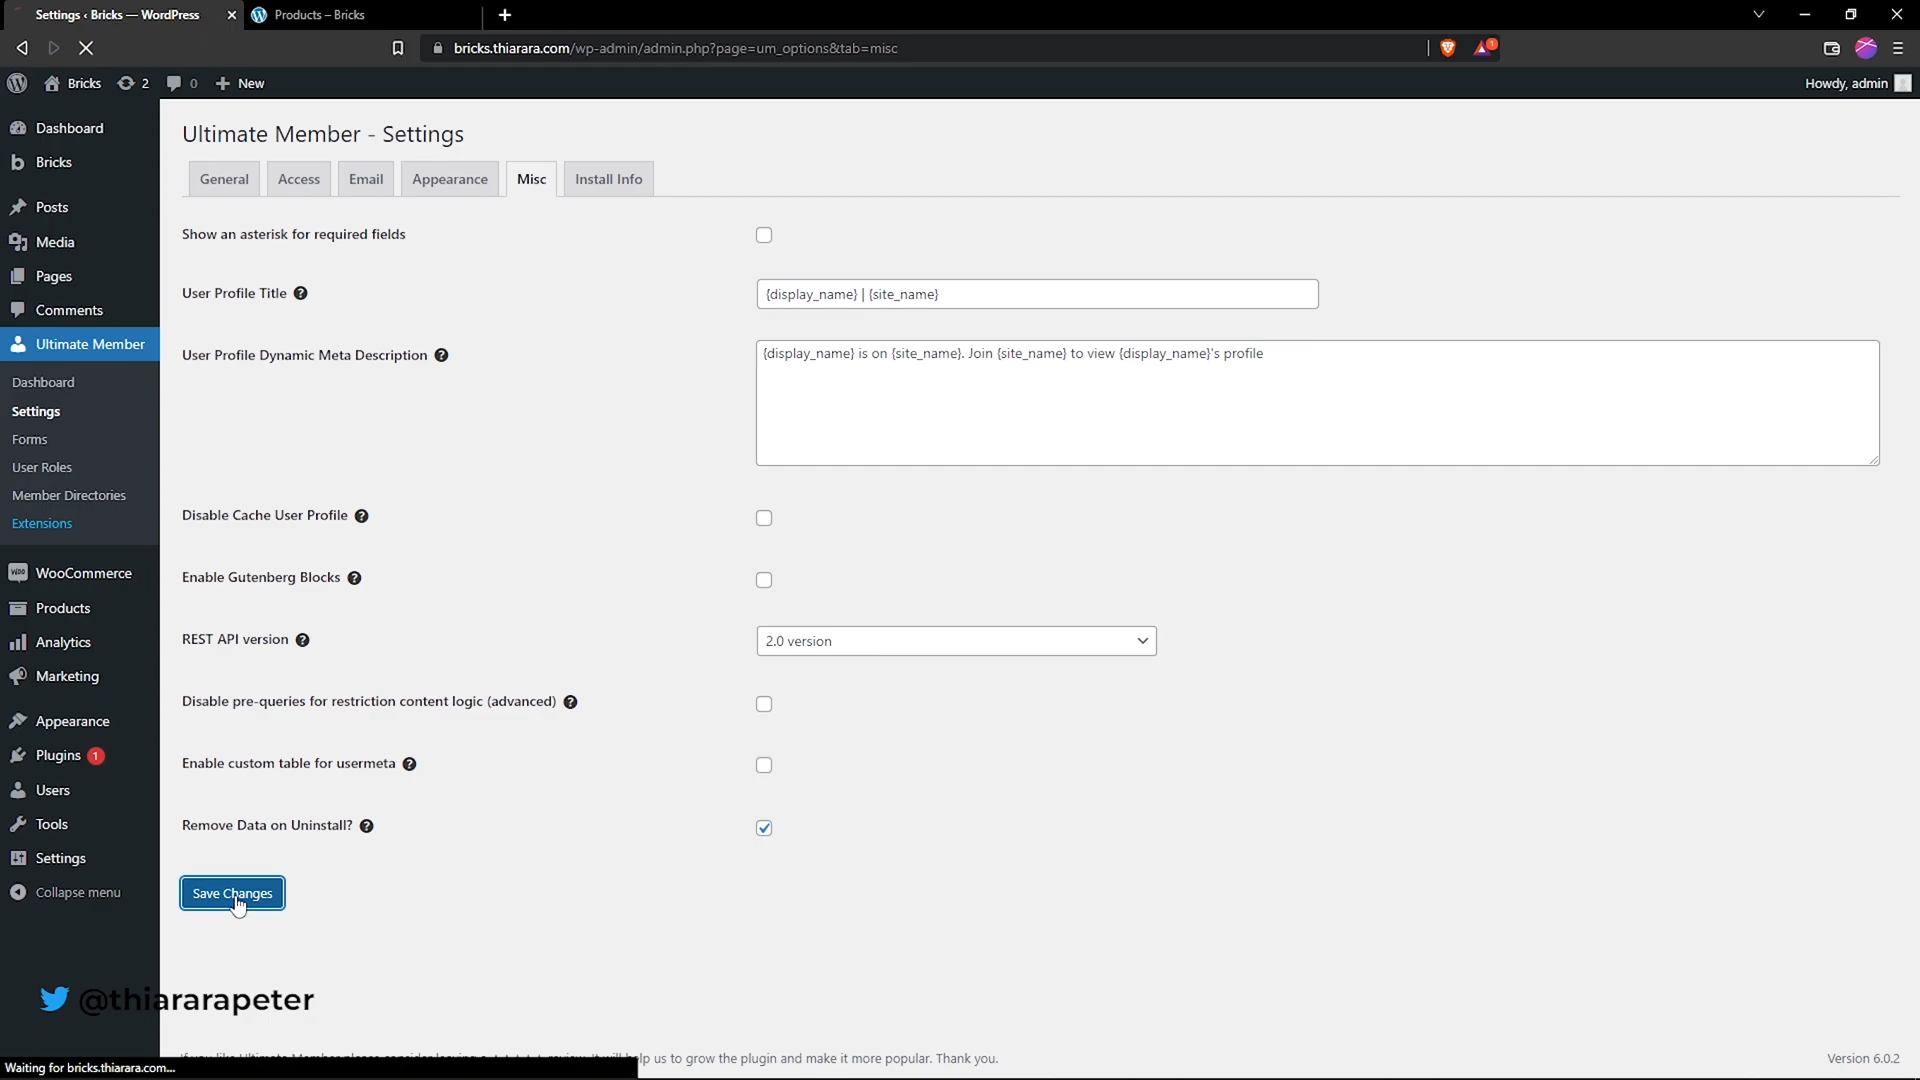 Settings ‹ Bricks — WordPress
Products – Bricks
bricks.thiarara.com/wp-admin/admin.php?page=um_options&tab=misc
1
Bricks
2
0
New
Howdy, admin
Dashboard
Bricks
Posts
Media
Pages
Comments
Ultimate Member
Dashboard
Settings
Forms
User Roles
Member Directories
Extensions
WooCommerce
Products
Analytics
Marketing
Appearance
Plugins 1
Users
Tools
Settings
Collapse menu
Ultimate Member - Settings
General
Access
Email
Appearance
Misc
Install Info
Show an asterisk for required fields
User Profile Title
{display_name} | {site_name}
User Profile Dynamic Meta Description
{display_name} is on {site_name}. Join {site_name} to view {display_name}'s profile
Disable Cache User Profile
Enable Gutenberg Blocks
REST API version
2.0 version
Disable pre-queries for restriction content logic (advanced)
Enable custom table for usermeta
Remove Data on Uninstall?
Save Changes
@thiararapeter
help us to grow the plugin and make it more popular. Thank you.
Version 6.0.2
Waiting for bricks.thiarara.com...